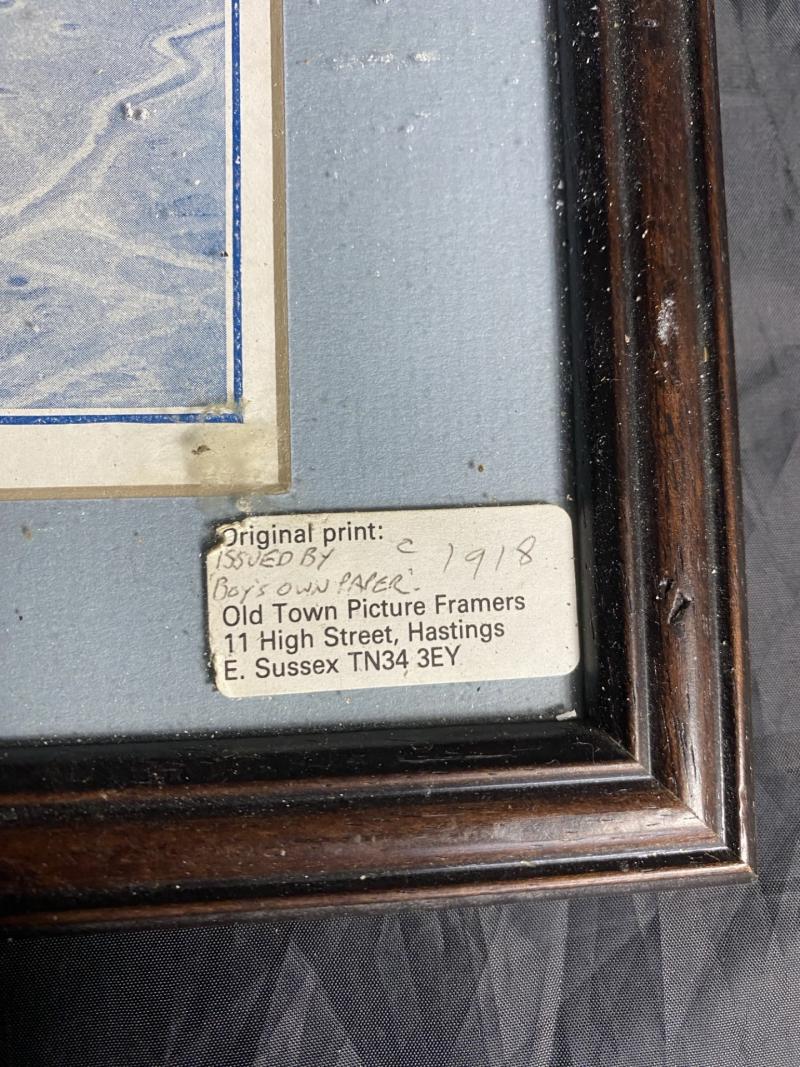 Original print:
ISSUED BY c 1918
'BOY'S OWN PAPER'.
Old Town Picture Framers
11 High Street, Hastings
E. Sussex TN34 3EY